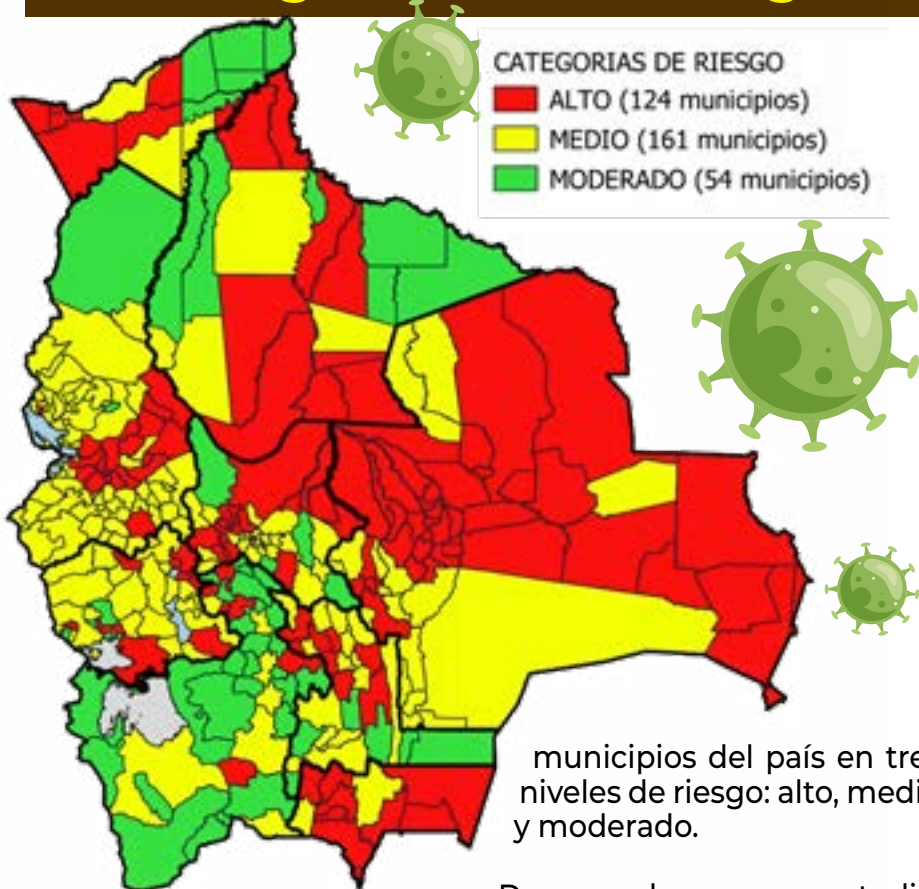 CATEGORIAS DE RIESGO
ALTO (124 municipios)
MEDIO (161 municipios)
MODERADO (54 municipios)
municipios del país en tre
niveles de riesgo: alto, medi
y moderado.